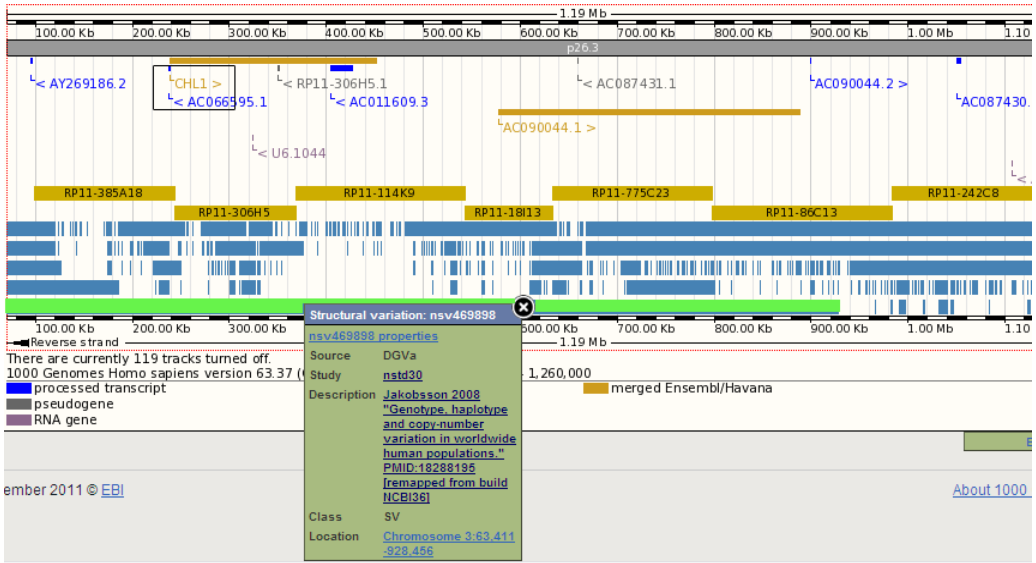 1.19 Mb
100.00 Kb 200.00 Kb 300.00 Kb 400.00 Kb 500.00 Kb 600.00 Kb 700.00 Kb 800.00 Kb 900.00 Kb 1.00 Mb 1.10
p26.3
< AY269186.2 CHL1 > < RP11-306H5.1 < AC087431.1 AC090044.2 >
< AC066595.1 < AC011609.3 AC087430.
AC090044.1 >
< U6.1044
RP11-385A18 RP11-114K9 RP11-775C23 RP11-242C8
RP11-306H5 RP11-18I13 RP11-86C13
100.00 Kb 200.00 Kb 300.00 Kb 600.00 Kb 700.00 Kb 800.00 Kb 900.00 Kb 1.00 Mb 1.10
Reverse strand 1.19 Mb
There are currently 119 tracks turned off.
1000 Genomes Homo sapiens version 63.37 ( 1,260,000
processed transcript merged Ensembl/Havana
pseudogene
RNA gene
Structural variation: nsv469898
nsv469898 properties
Source DGVa
Study nstd30
Description Jakobsson 2008
"Genotype, haplotype
and copy-number
variation in worldwide
human populations."
PMID:18288195
[remapped from build
NCBI36]
Class SV
Location Chromosome 3:63,411
-928,456
ember 2011 © EBI About 1000